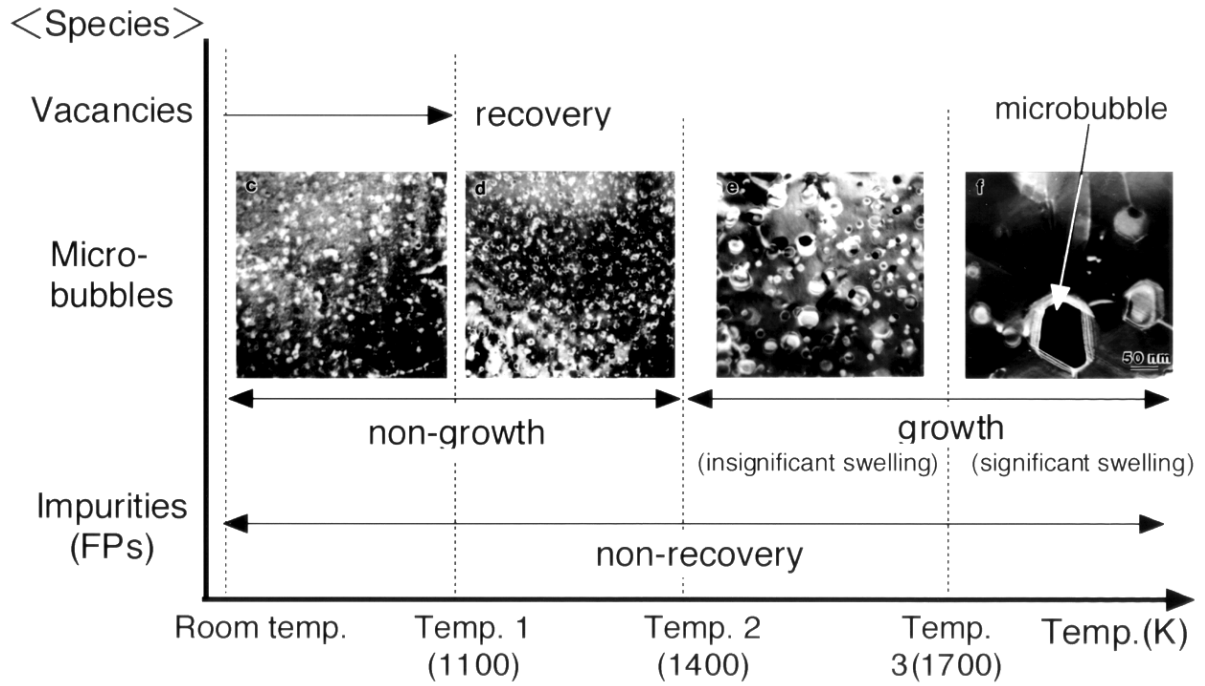 <Species>
Vacancies
recovery
microbubble
c
d
e
f
Micro-
bubbles
50 nm
non-growth
growth
(insignificant swelling)
(significant swelling)
Impurities
(FPs)
non-recovery
Room temp.
Temp. 1
(1100)
Temp. 2
(1400)
Temp.
3(1700)
Temp.(K)